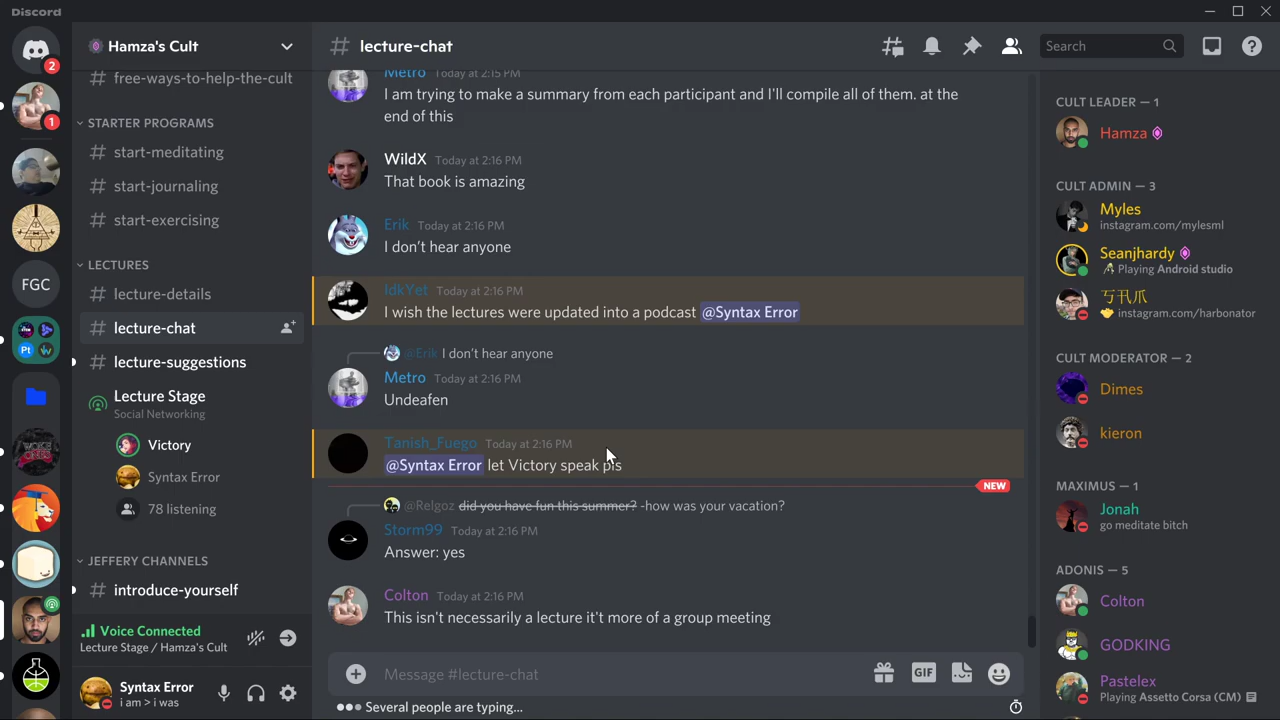 Discord
2
1
FGC
Hamza's Cult
# free-ways-to-help-the-cult
STARTER PROGRAMS
# start-meditating
# start-journaling
# start-exercising
LECTURES
# lecture-details
# lecture-chat
# lecture-suggestions
Lecture Stage
Social Networking
Victory
Syntax Error
78 listening
JEFFERY CHANNELS
# introduce-yourself
Voice Connected
Lecture Stage / Hamza's Cult
Syntax Error
i am > i was
# lecture-chat
Search
Metro Today at 2:15 PM
I am trying to make a summary from each participant and I'll compile all of them. at the
end of this
WildX Today at 2:16 PM
That book is amazing
Erik Today at 2:16 PM
I don't hear anyone
IdkYet Today at 2:16 PM
I wish the lectures were updated into a podcast @Syntax Error
@Erik I don't hear anyone
Metro Today at 2:16 PM
Undeafen
Tanish_Fuego Today at 2:16 PM
@Syntax Error let Victory speak pls
NEW
@Relgoz did you have fun this summer? -how was your vacation?
Storm99 Today at 2:16 PM
Answer: yes
Colton Today at 2:16 PM
This isn't necessarily a lecture it't more of a group meeting
Message #lecture-chat
GIF
Several people are typing...
CULT LEADER — 1
Hamza
CULT ADMIN — 3
Myles
instagram.com/mylesml
Seanjhardy
Playing Android studio
instagram.com/harbonator
CULT MODERATOR — 2
Dimes
kieron
MAXIMUS — 1
Jonah
go meditate bitch
ADONIS — 5
Colton
GODKING
Pastelex
Playing Assetto Corsa (CM)